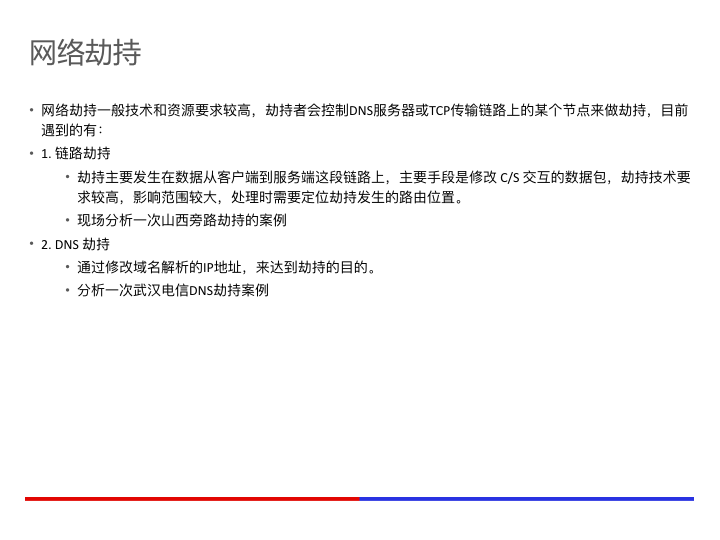 网络劫持
• 网络劫持一般技术和资源要求较高，劫持者会控制DNS服务器或TCP传输链路上的某个节点来做劫持，目前
遇到的有：
• 1. 链路劫持
• 劫持主要发生在数据从客户端到服务端这段链路上，主要手段是修改 C/S 交互的数据包，劫持技术要
求较高，影响范围较大，处理时需要定位劫持发生的路由位置。
• 现场分析一次山西旁路劫持的案例
• 2. DNS 劫持
• 通过修改域名解析的IP地址，来达到劫持的目的。
• 分析一次武汉电信DNS劫持案例